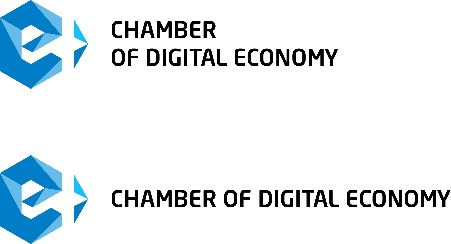 e
CHAMBER
OF DIGITAL ECONOMY
e
CHAMBER OF DIGITAL ECONOMY